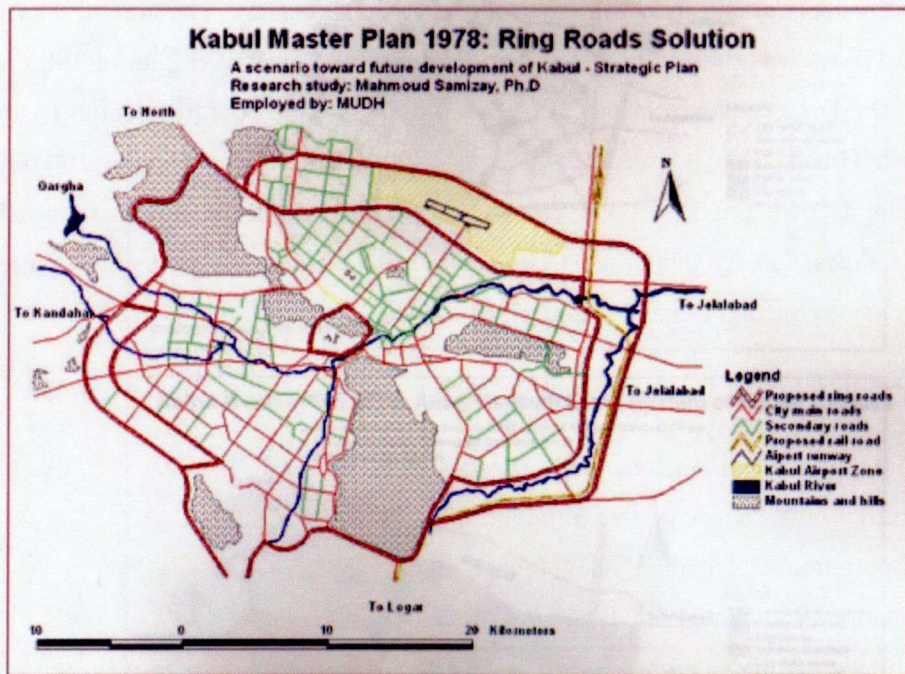 Kabul Master Plan 1978: Ring Roads Solution
A scenario toward future development of Kabul - Strategic Plan
Research study: Mahmoud Samizay, Ph.D
Employed by: MUDH
To North
Qargha
N
To Kandahar
To Jelalabad
To Jelalabad
Legend
Proposed ring roads
City main roads
Secondary roads
Proposed rail road
Aiport runway
Kabul Airport Zone
Kabul River
Mountains and hills
To Logar
10 0 10 20 Kilometers